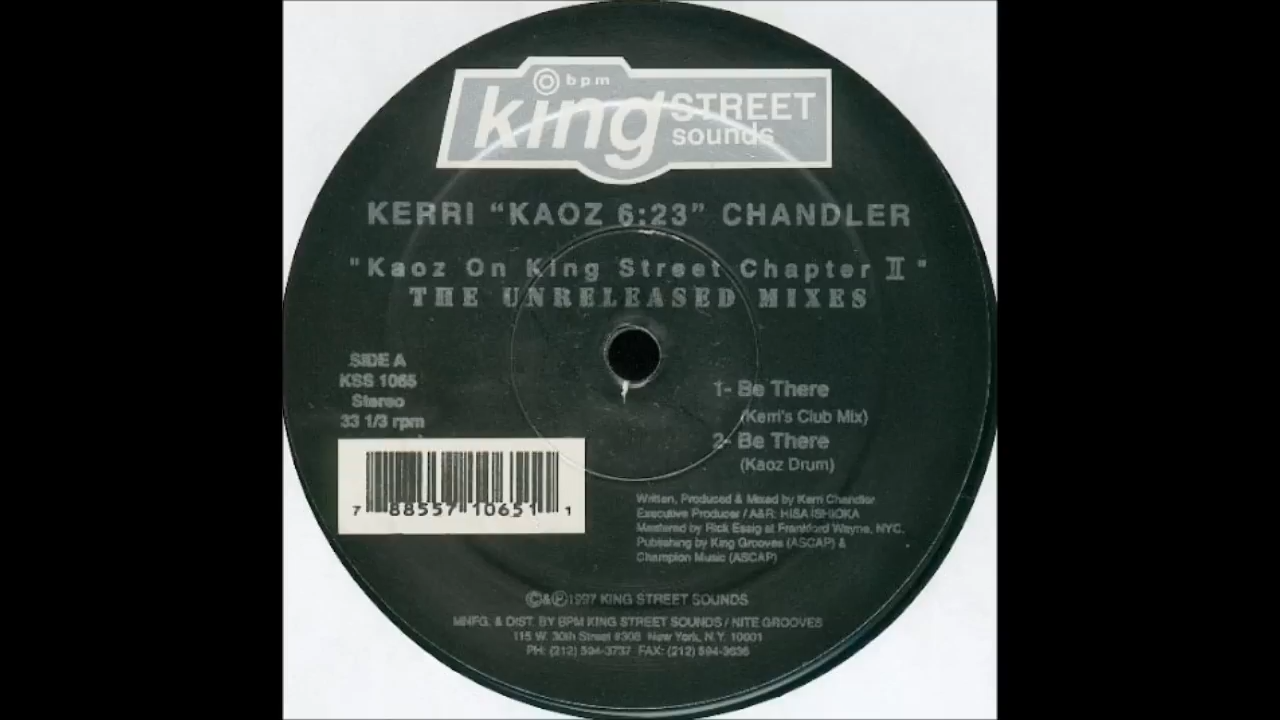 bpm
king STREET
sounds
KERRI "KAOZ 6:23" CHANDLER
"Kaoz On King Street Chapter II"
THE UNRELEASED MIXES
SIDE A
KSS 1065
Stereo
33 1/3 rpm
1- Be There
(Kerri's Club Mix)
2- Be There
(Kaoz Drum)
7 88557 10651 1
Written, Produced & Mixed by Kerri Chandler
Executive Producer / A&R: HISA ISHIOKA
Mastered by Rick Essig at Frankford Wayne, NYC.
Publishing by King Grooves (ASCAP) &
Champion Music (ASCAP)
©&℗1997 KING STREET SOUNDS
MNFG. & DIST. BY BPM KING STREET SOUNDS / NITE GROOVES
115 W. 30th Street #308 New York, N.Y. 10001
PH: (212) 594-3737 FAX: (212) 594-3636